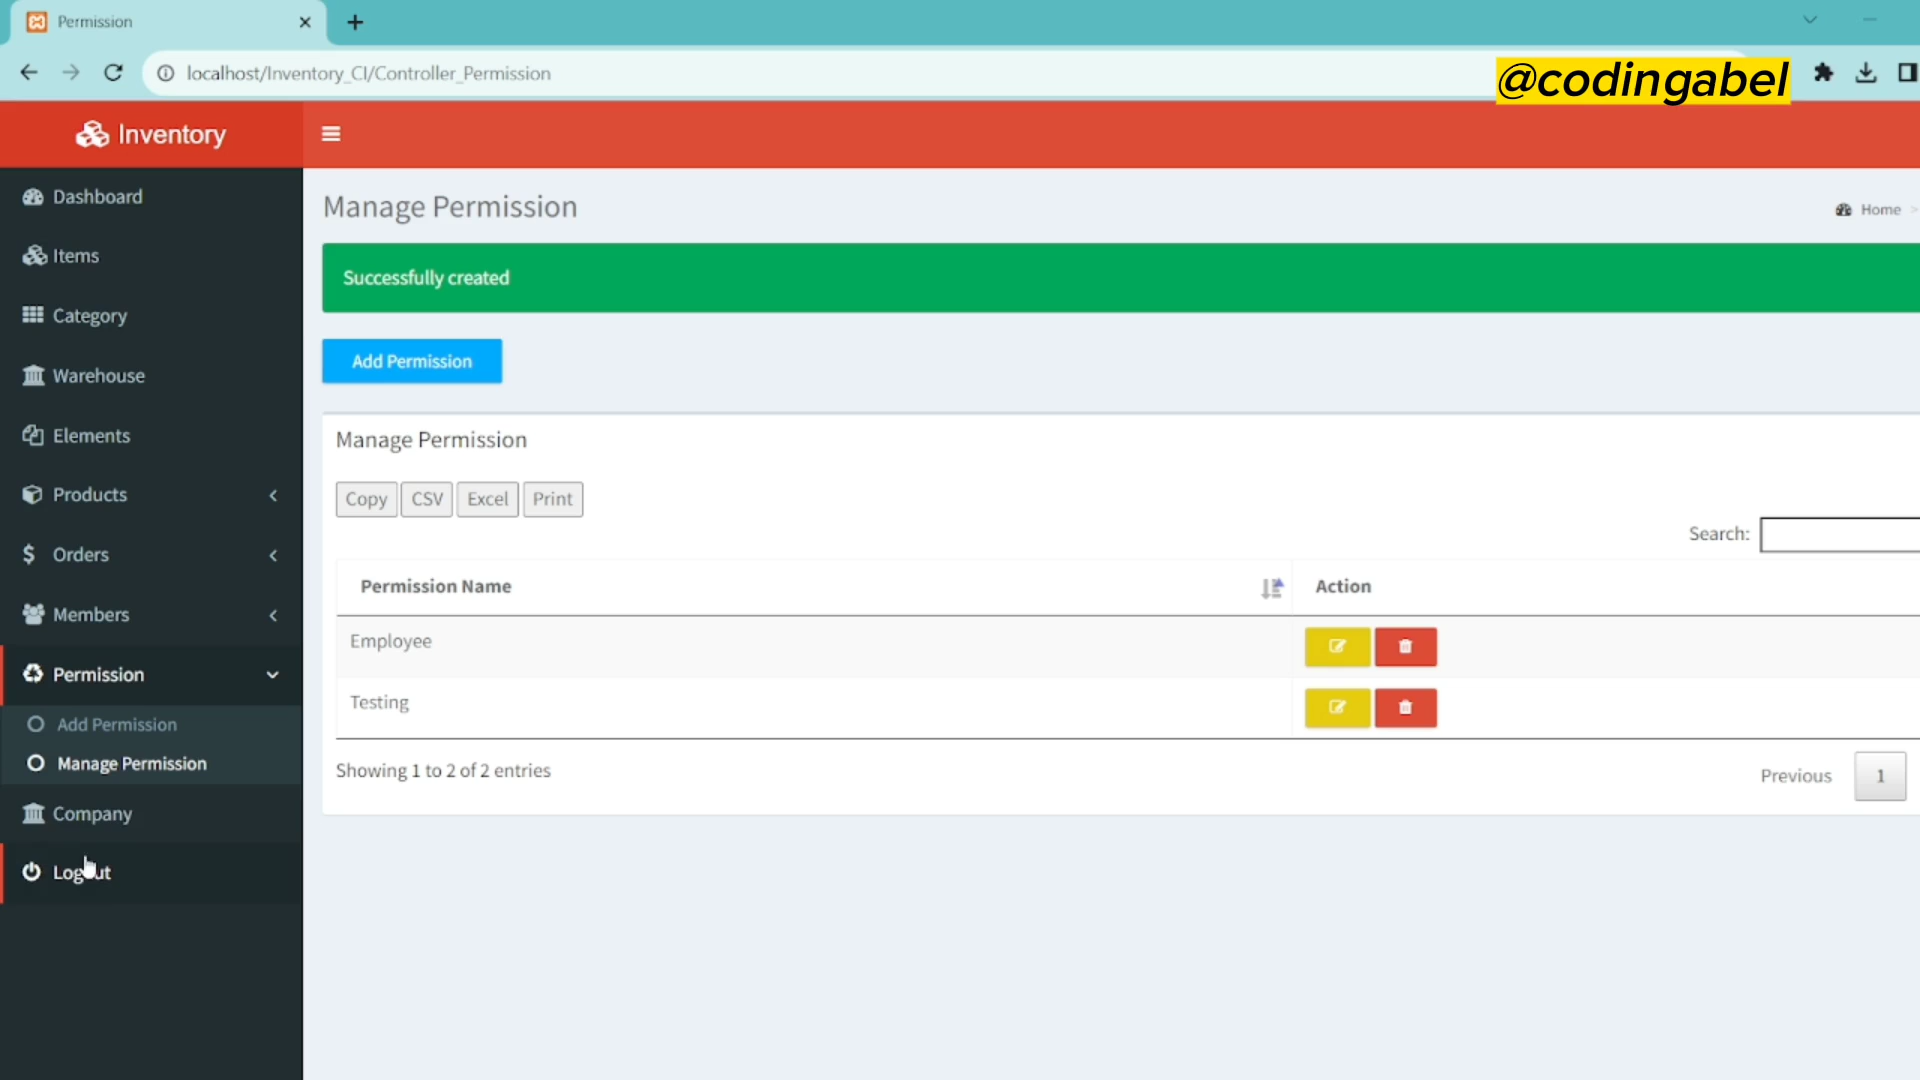 Permission
localhost/Inventory_CI/Controller_Permission
@codingabel
Inventory
Dashboard
Items
Category
Warehouse
Elements
Products
Orders
Members
Permission
Add Permission
Manage Permission
Company
Logout
Manage Permission
Home >
Successfully created
Add Permission
Manage Permission
Copy CSV Excel Print
Search:
Permission Name Action
Employee
Testing
Showing 1 to 2 of 2 entries
Previous 1